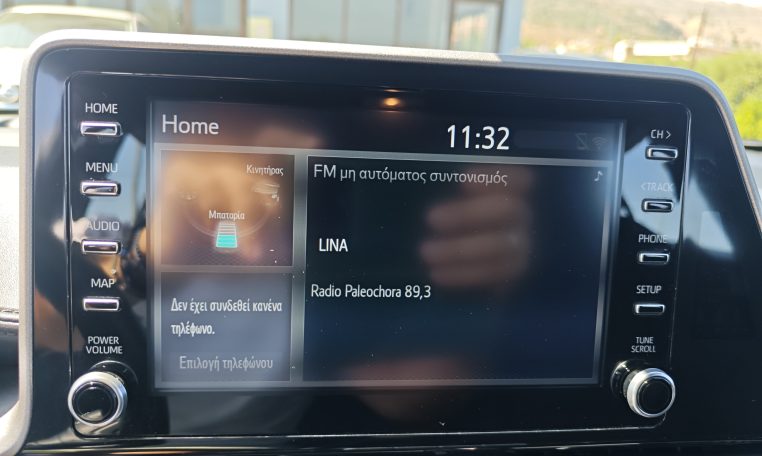 HOME
MENU
AUDIO
MAP
POWER
VOLUME
Home
11:32
Κινητήρας
Μπαταρία
Δεν έχει συνδεθεί κανένα
τηλέφωνο.
Επιλογή τηλεφώνου
FM μη αυτόματος συντονισμός
LINA
Radio Paleochora 89,3
CH >
< TRACK
PHONE
SETUP
TUNE
SCROLL